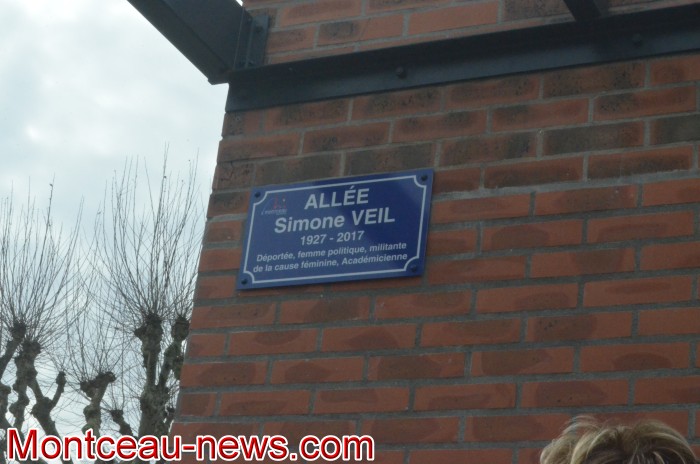 ALLÉE
Simone VEIL
1927 - 2017
Déportée, femme politique, militante
de la cause féminine, Académicienne
Montceau-news.com